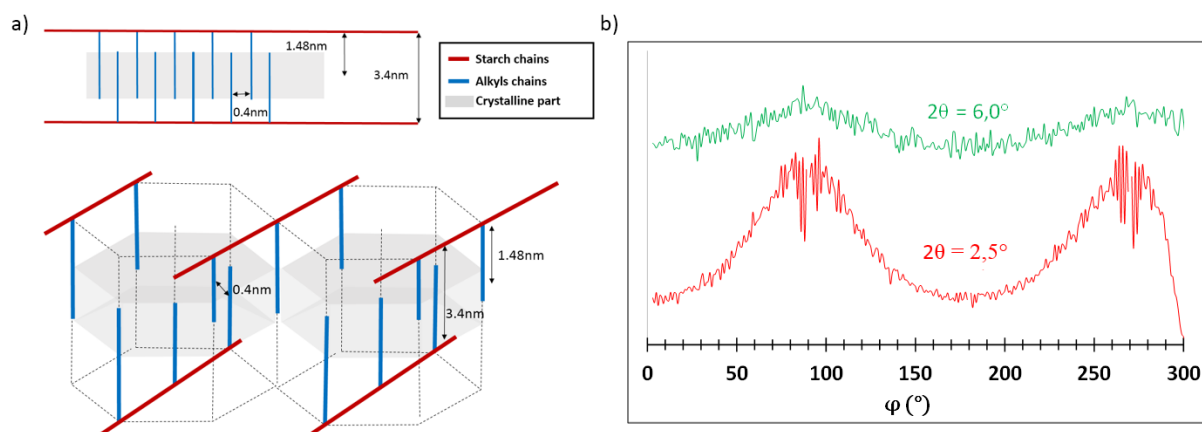 a)
1.48nm
3.4nm
0.4nm
Starch chains
Alkyls chains
Crystalline part
1.48nm
0.4nm
3.4nm
b)
2θ = 6,0°
2θ = 2,5°
0 50 100 150 200 250 300
φ (°)